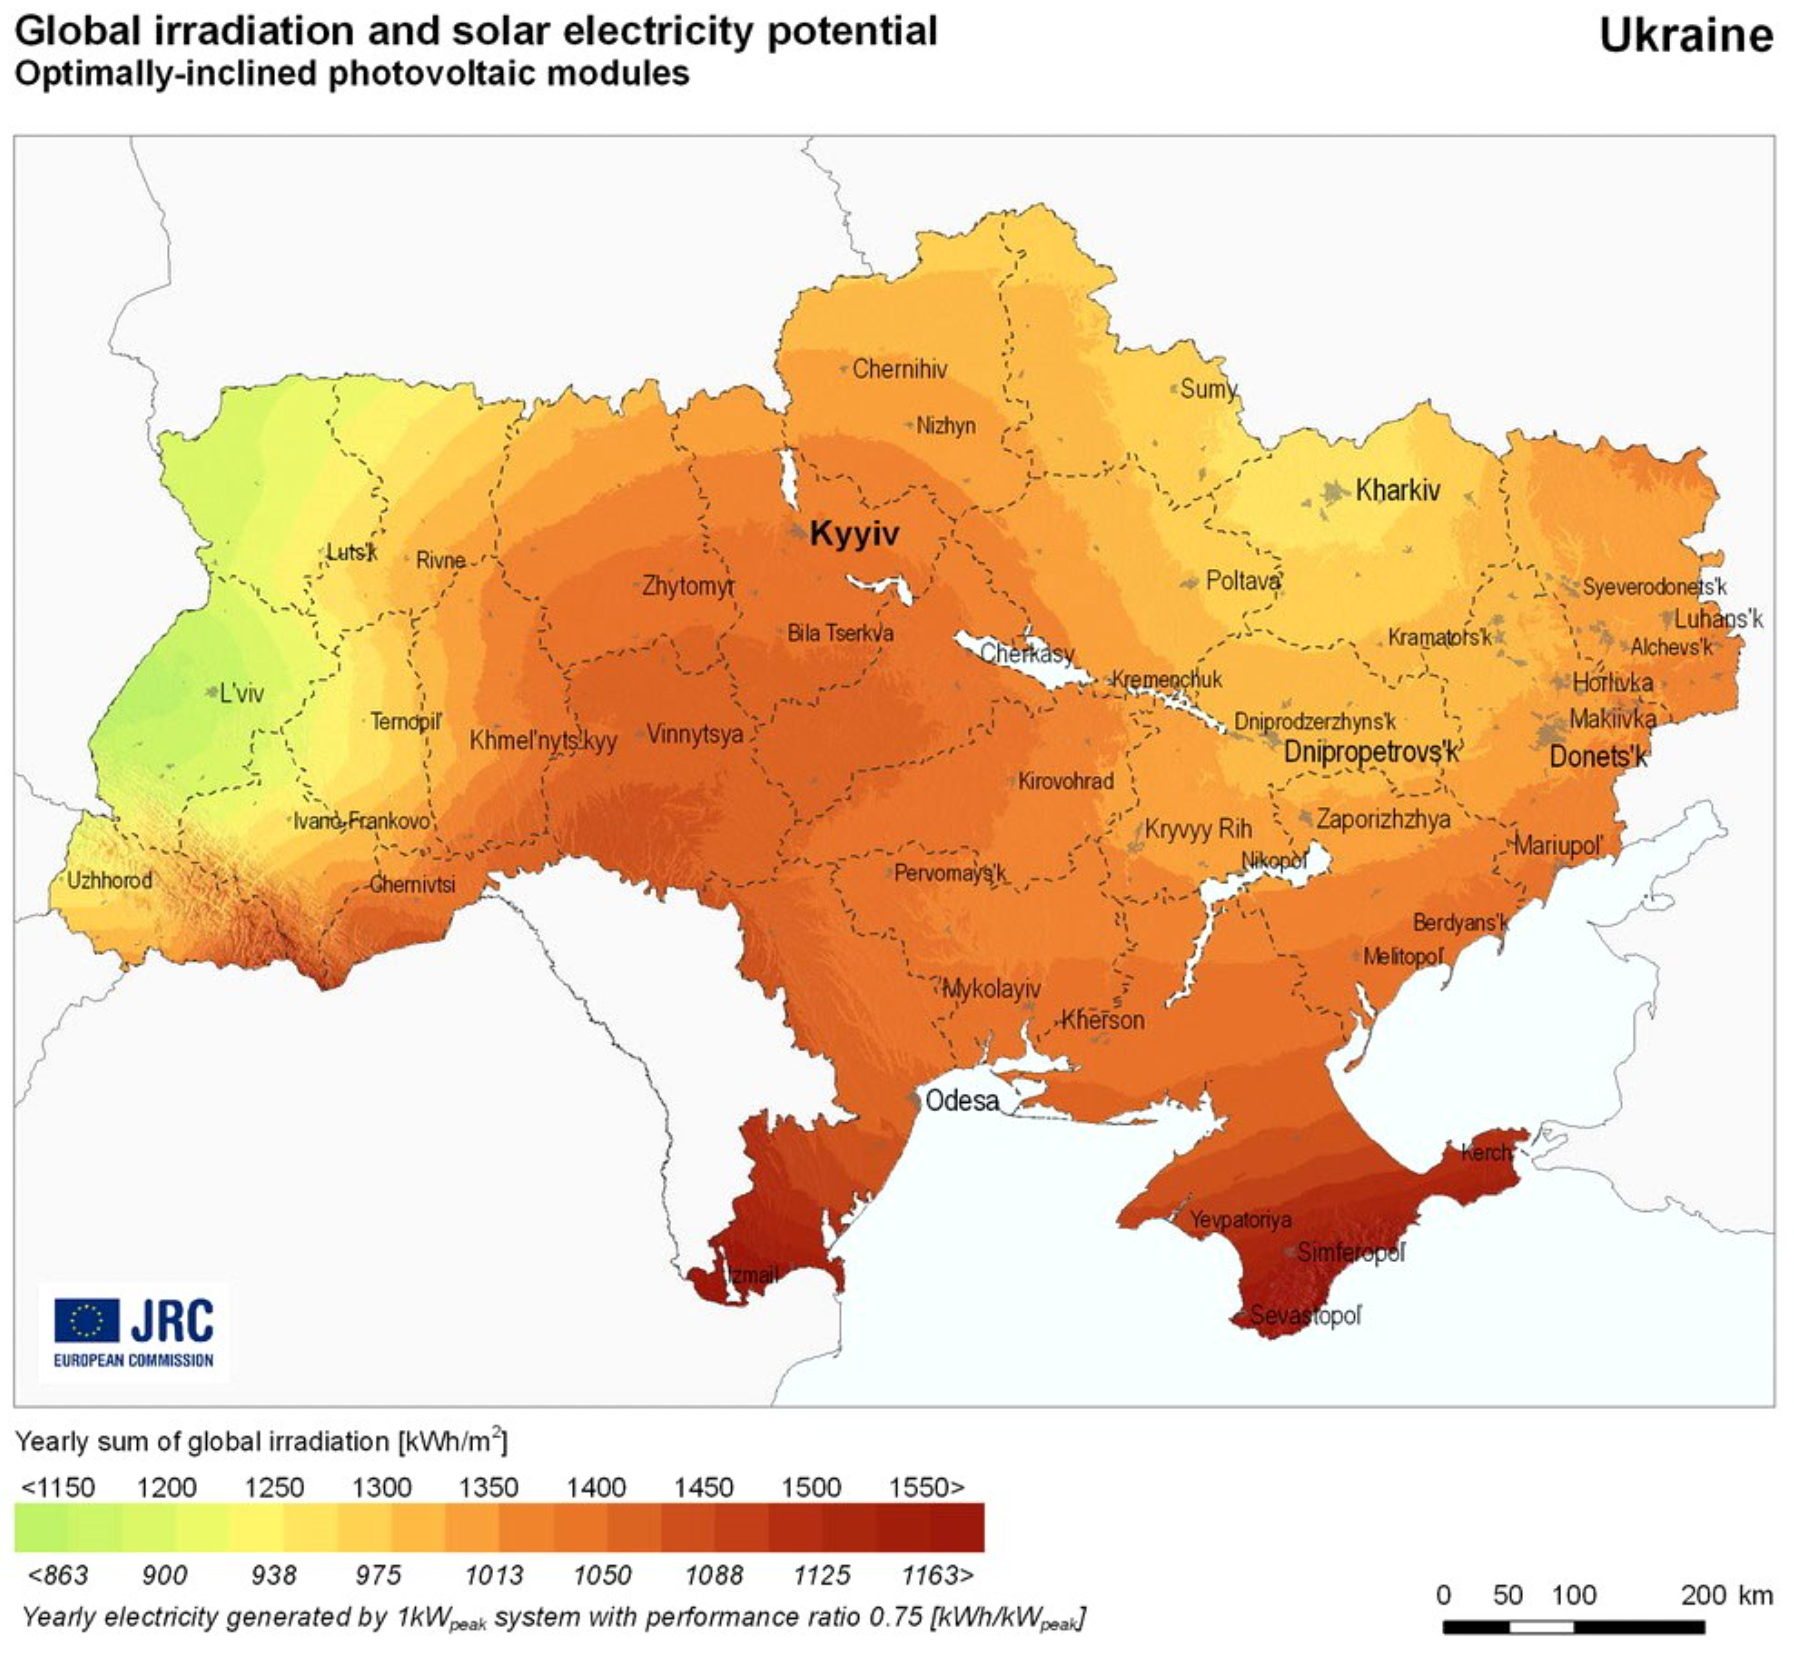 Global irradiation and solar electricity potential
Ukraine
Optimally-inclined photovoltaic modules
Chernihiv
Sumy
Nizhyn
Kharkiv
Kyyiv
Luts'k
Rivne
Zhytomyr
Poltava
Syeverodonets'k
Luhans'k
Bila Tserkva
Kramators'k
Alchevs'k
Cherkasy
Kremenchuk
Horlivka
L'viv
Ternopil'
Dniprodzerzhyns'k
Makiivka
Khmel'nyts'kyy
Vinnytsya
Dnipropetrovs'k
Donets'k
Kirovohrad
Ivano-Frankovo
Kryvyy Rih
Zaporizhzhya
Mariupol'
Nikopol'
Uzhhorod
Chernivtsi
Pervomays'k
Berdyans'k
Melitopol'
Mykolayiv
Kherson
Odesa
Kerch
Yevpatoriya
Simferopol'
Izmail
Sevastopol'
JRC
EUROPEAN COMMISSION
Yearly sum of global irradiation [kWh/m²]
<1150 1200 1250 1300 1350 1400 1450 1500 1550>
<863 900 938 975 1013 1050 1088 1125 1163>
Yearly electricity generated by 1kWpeak system with performance ratio 0.75 [kWh/kWpeak]
0 50 100 200 km